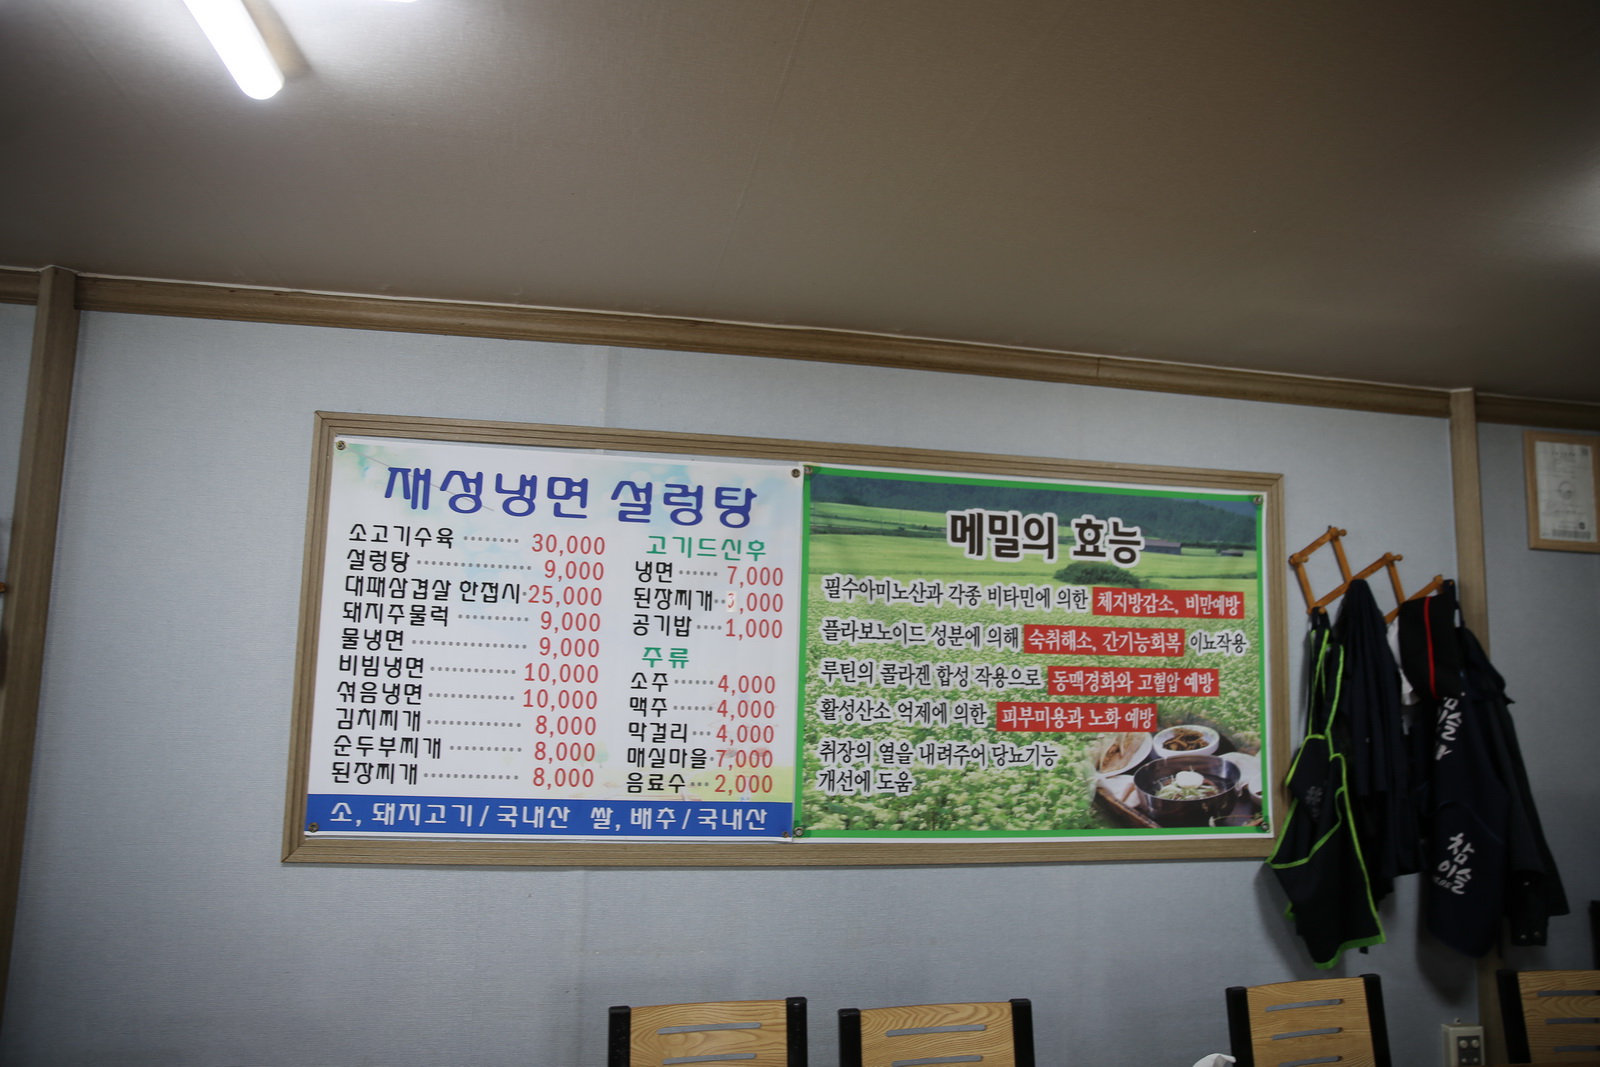 재성냉면 설렁탕
소고기수육 ········ 30,000
설렁탕 ··············· 9,000
대패삼겹살 한접시·25,000
돼지주물럭 ·········· 9,000
물냉면 ··············· 9,000
비빔냉면 ············ 10,000
섞음냉면 ············ 10,000
김치찌개 ············ 8,000
순두부찌개 ·········· 8,000
된장찌개 ············ 8,000
고기드신후
냉면 ······ 7,000
된장찌개··3,000
공기밥····1,000
주류
소주······4,000
맥주······4,000
막걸리···4,000
매실마을·7,000
음료수···2,000
소, 돼지고기/국내산 쌀, 배추/국내산
메밀의 효능
필수아미노산과 각종 비타민에 의한 체지방감소, 비만예방
플라보노이드 성분에 의해 숙취해소, 간기능회복 이뇨작용
루틴의 콜라겐 합성 작용으로 동맥경화와 고혈압 예방
활성산소 억제에 의한 피부미용과 노화 예방
취장의 열을 내려주어 당뇨기능
개선에 도움
참
이슬